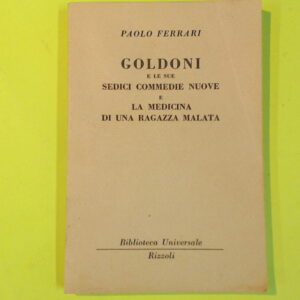 PAOLO FERRARI
GOLDONI
E LE SUE
SEDICI COMMEDIE NUOVE
E
LA MEDICINA
DI UNA RAGAZZA MALATA
Biblioteca Universale
Rizzoli